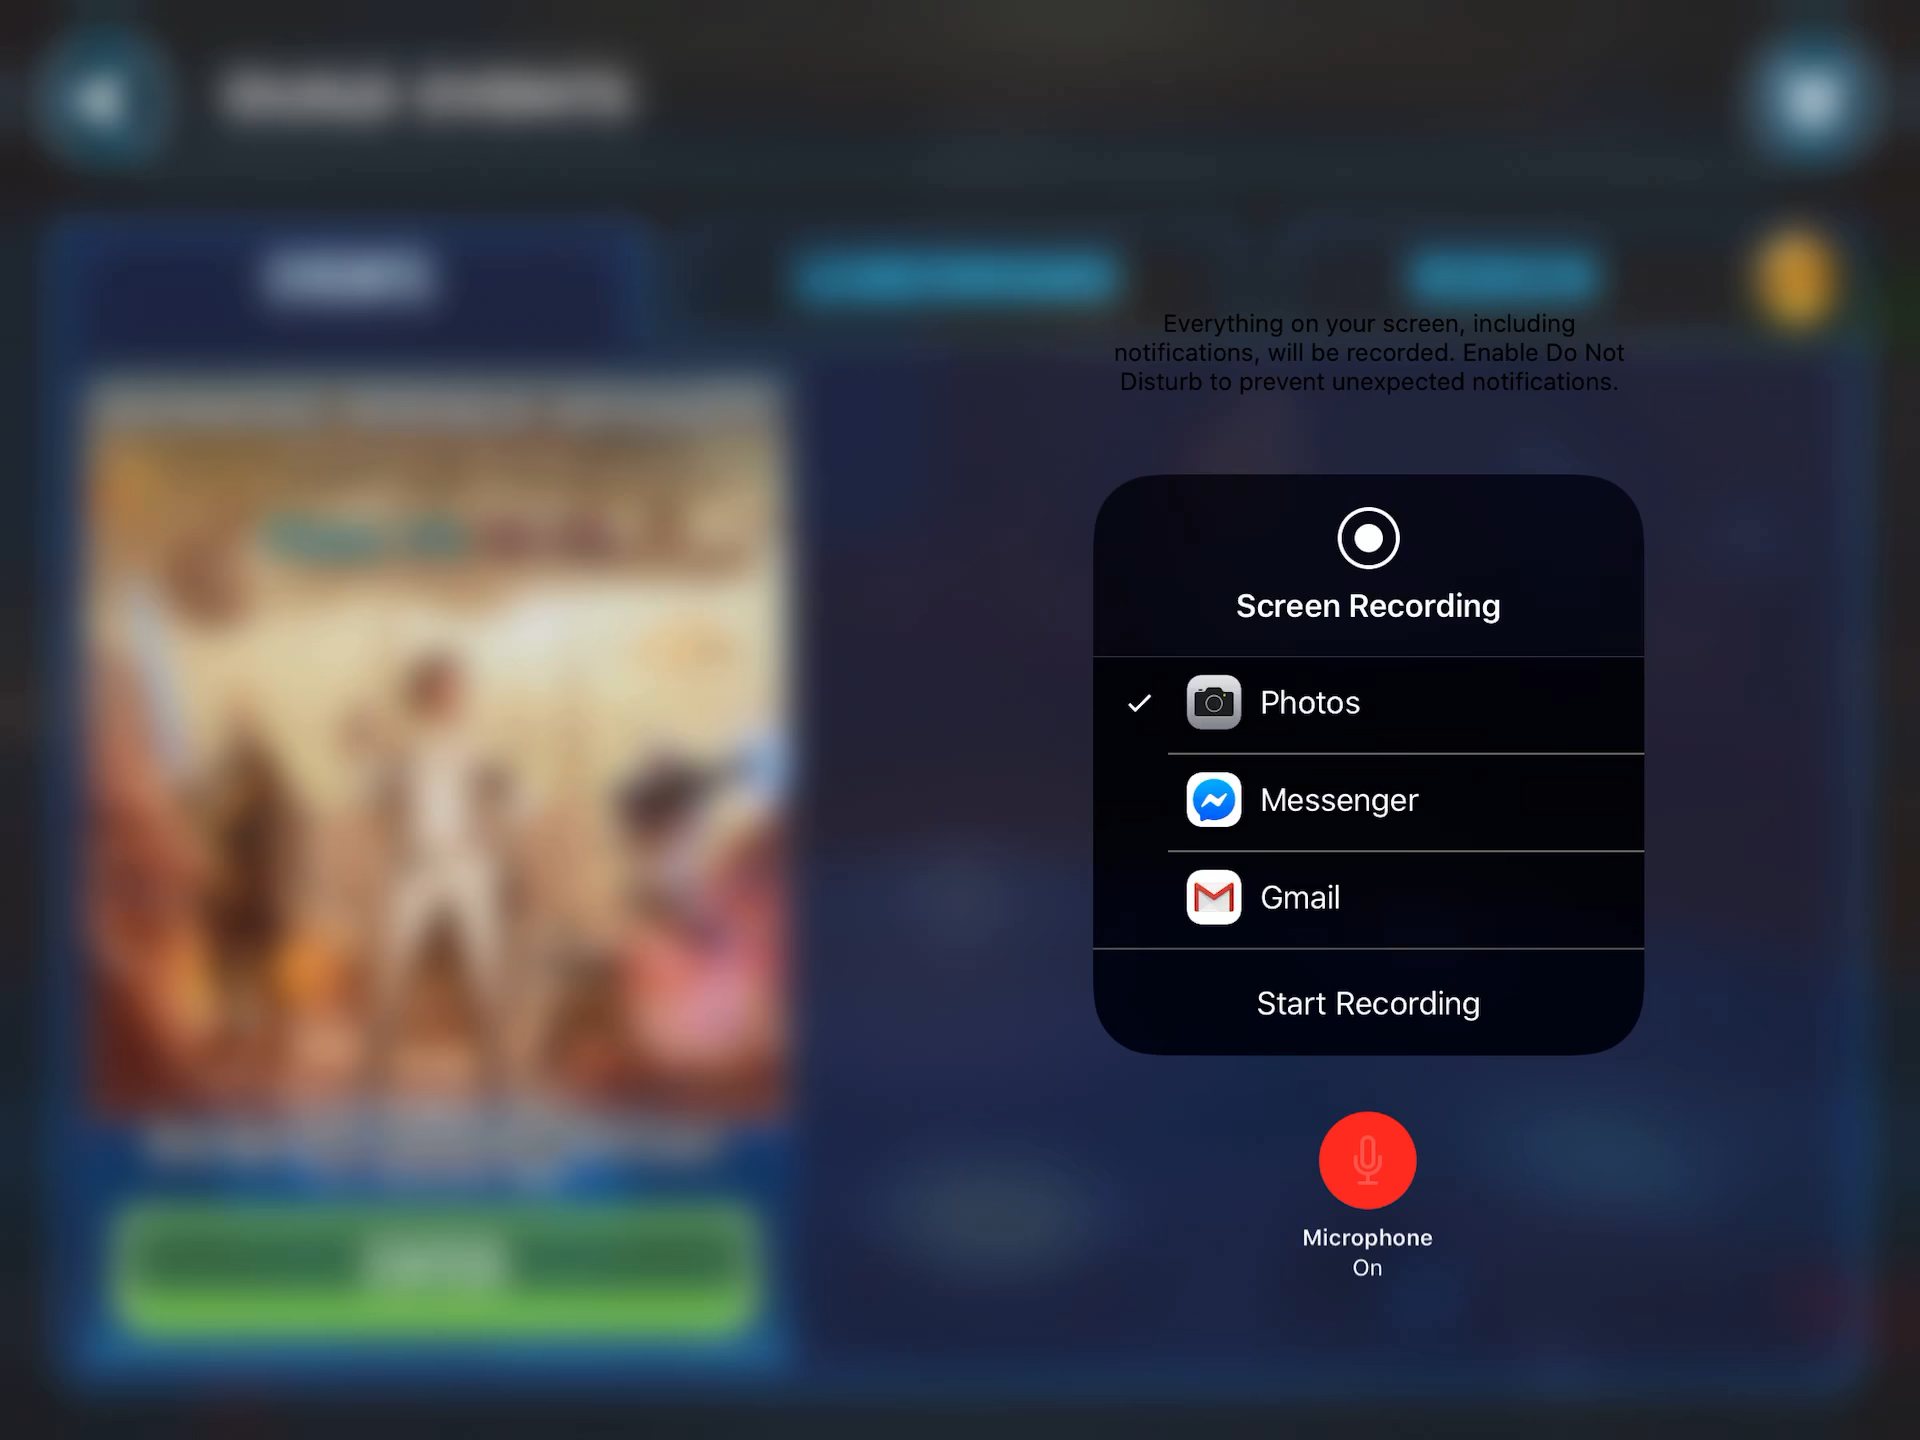 Everything on your screen, including
notifications, will be recorded. Enable Do Not
Disturb to prevent unexpected notifications.
Screen Recording
Photos
Messenger
Gmail
Start Recording
Microphone
On